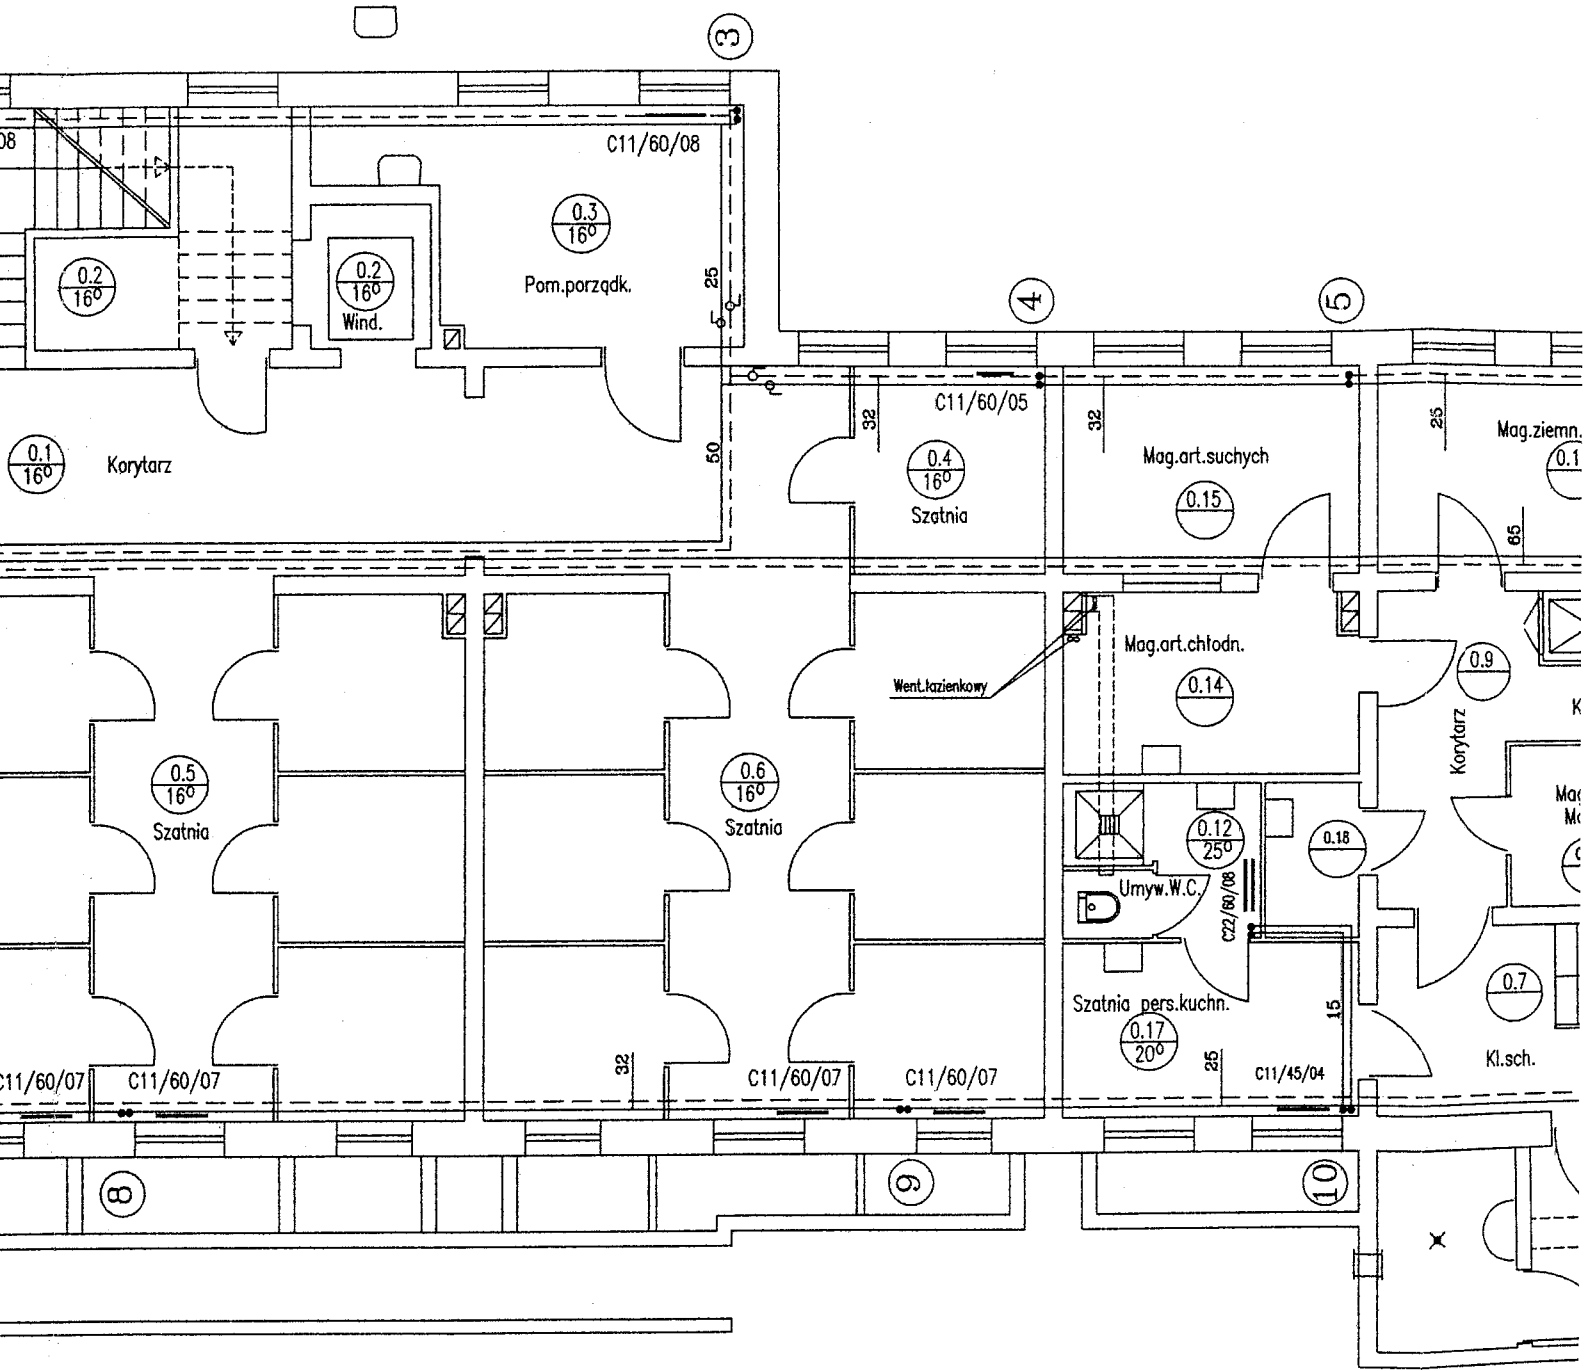 3
08
C11/60/08
0.3
16°
Pom.porządk.
25
0.2
16°
0.2
16°
Wind.
4
5
C11/60/05
32
32
25
0.1
16°
Korytarz
50
0.4
16°
Szatnia
Mag.art.suchych
0.15
Mag.ziemn.
65
Mag.art.chłodn.
0.14
Went.łazienkowy
0.9
Korytarz
0.5
16°
Szatnia
0.6
16°
Szatnia
0.12
25°
0.18
Umyw.W.C.
C22/60/08
Szatnia pers.kuchn.
0.17
20°
15
0.7
Kl.sch.
32
25
C11/60/07
C11/60/07
C11/60/07
C11/60/07
C11/45/04
8
9
10